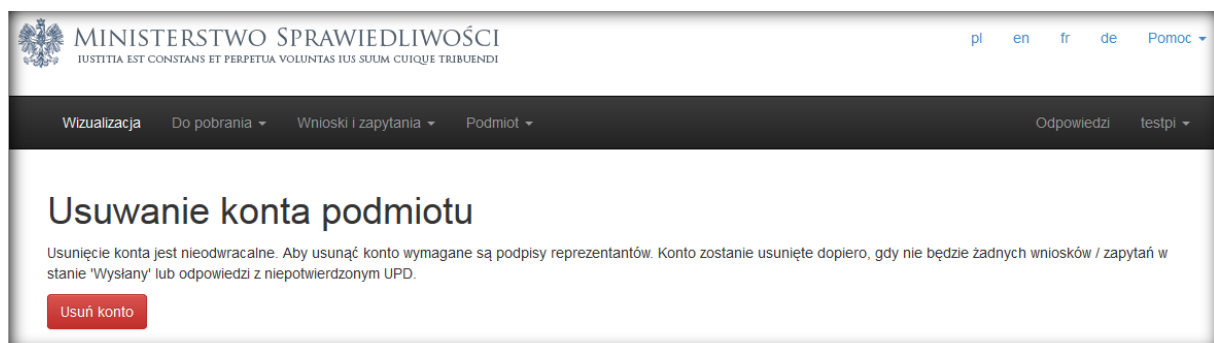 MINISTERSTWO SPRAWIEDLIWOŚCI
IUSTITIA EST CONSTANS ET PERPETUA VOLUNTAS IUS SUUM CUIQUE TRIBUENDI
pl en fr de Pomoc
Wizualizacja Do pobrania Wnioski i zapytania Podmiot Odpowiedzi testpi
Usuwanie konta podmiotu
Usunięcie konta jest nieodwracalne. Aby usunąć konto wymagane są podpisy reprezentantów. Konto zostanie usunięte dopiero, gdy nie będzie żadnych wniosków / zapytań w
stanie 'Wysłany' lub odpowiedzi z niepotwierdzonym UPD.
Usuń konto